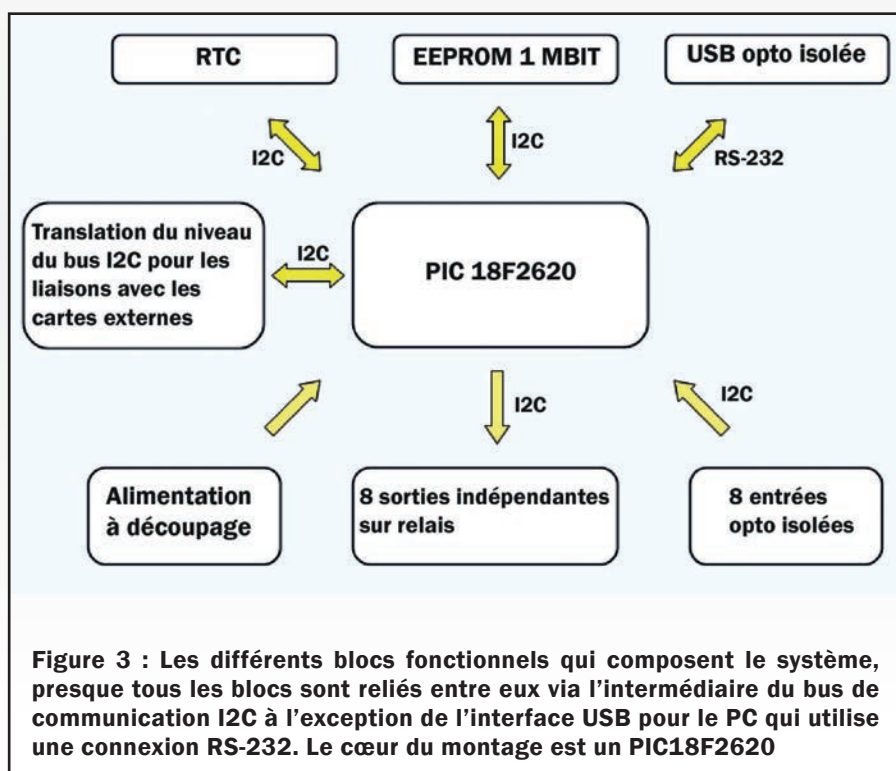 RTC
EEPROM 1 MBIT
USB opto isolée
I2C
I2C
RS-232
Translation du niveau
du bus I2C pour les
liaisons avec les
cartes externes
I2C
PIC 18F2620
I2C
I2C
Alimentation
à découpage
8 sorties indépendantes
sur relais
8 entrées
opto isolées
Figure 3 : Les différents blocs fonctionnels qui composent le système,
presque tous les blocs sont reliés entre eux via l'intermédiaire du bus de
communication I2C à l'exception de l'interface USB pour le PC qui utilise
une connexion RS-232. Le cœur du montage est un PIC18F2620